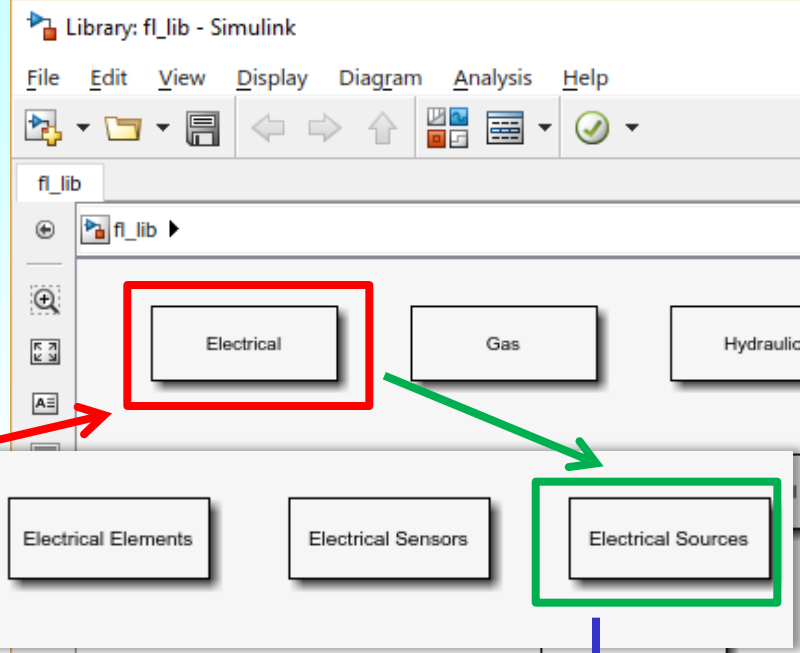 Library: fl_lib - Simulink
File Edit View Display Diagram Analysis Help
fl_lib
fl_lib
Electrical
Gas
Hydraulic
Electrical Elements
Electrical Sensors
Electrical Sources